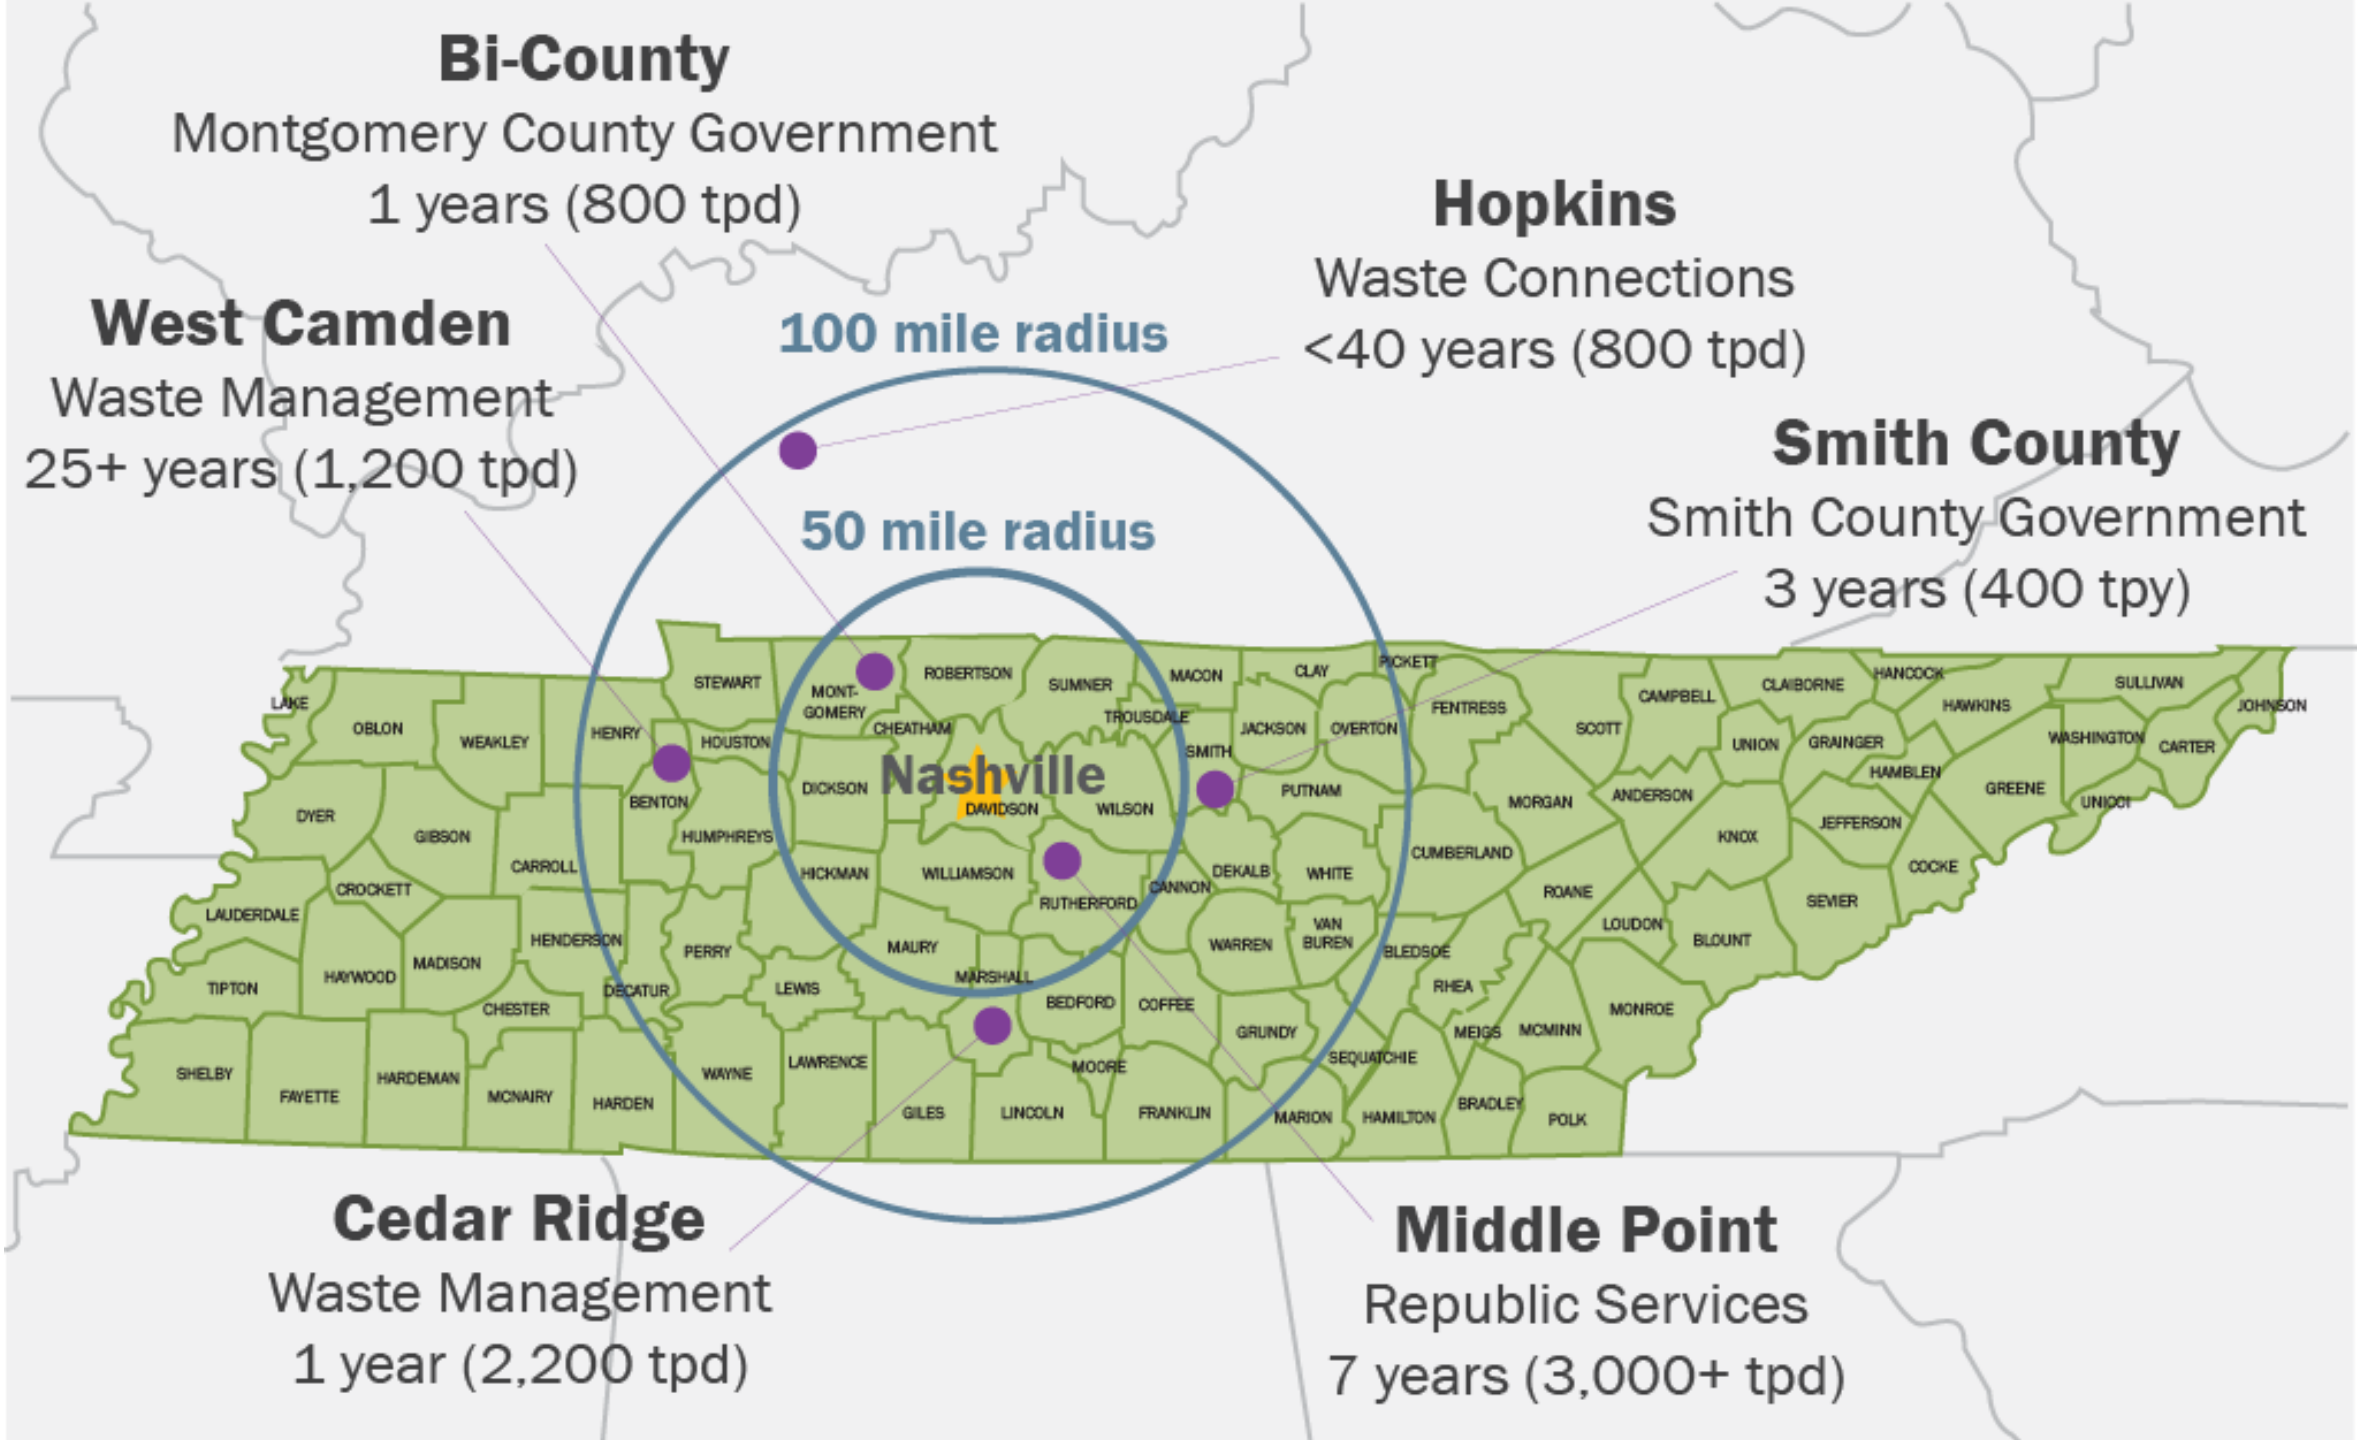 Bi-County
Montgomery County Government
1 years (800 tpd)
Hopkins
Waste Connections
<40 years (800 tpd)
West Camden
Waste Management
25+ years (1,200 tpd)
100 mile radius
50 mile radius
Smith County
Smith County Government
3 years (400 tpy)
LAKE
OBLON
WEAKLEY
HENRY
STEWART
MONT-
GOMERY
ROBERTSON
SUMNER
MACON
CLAY
PICKETT
FENTRESS
SCOTT
CAMPBELL
CLAIBORNE
HANCOCK
HAWKINS
SULLIVAN
JOHNSON
HOUSTON
CHEATHAM
TROUSDALE
SMITH
JACKSON
OVERTON
UNION
GRAINGER
HAMBLEN
WASHINGTON
CARTER
DYER
GIBSON
CARROLL
BENTON
HUMPHREYS
DICKSON
Nashville
DAVIDSON
WILSON
PUTNAM
MORGAN
ANDERSON
KNOX
JEFFERSON
GREENE
UNICOI
COCKE
LAUDERDALE
CROCKETT
HICKMAN
WILLIAMSON
RUTHERFORD
CANNON
DEKALB
WHITE
CUMBERLAND
ROANE
LOUDON
BLOUNT
SEVIER
TIPTON
HAYWOOD
MADISON
HENDERSON
CHESTER
DECATUR
PERRY
LEWIS
MAURY
MARSHALL
BEDFORD
COFFEE
WARREN
VAN
BUREN
BLEDSOE
RHEA
GRUNDY
SEQUATCHIE
MEIGS
MCMINN
MONROE
SHELBY
FAYETTE
HARDEMAN
MCNAIRY
HARDEN
WAYNE
LAWRENCE
GILES
LINCOLN
MOORE
FRANKLIN
MARION
HAMILTON
BRADLEY
POLK
Cedar Ridge
Waste Management
1 year (2,200 tpd)
Middle Point
Republic Services
7 years (3,000+ tpd)